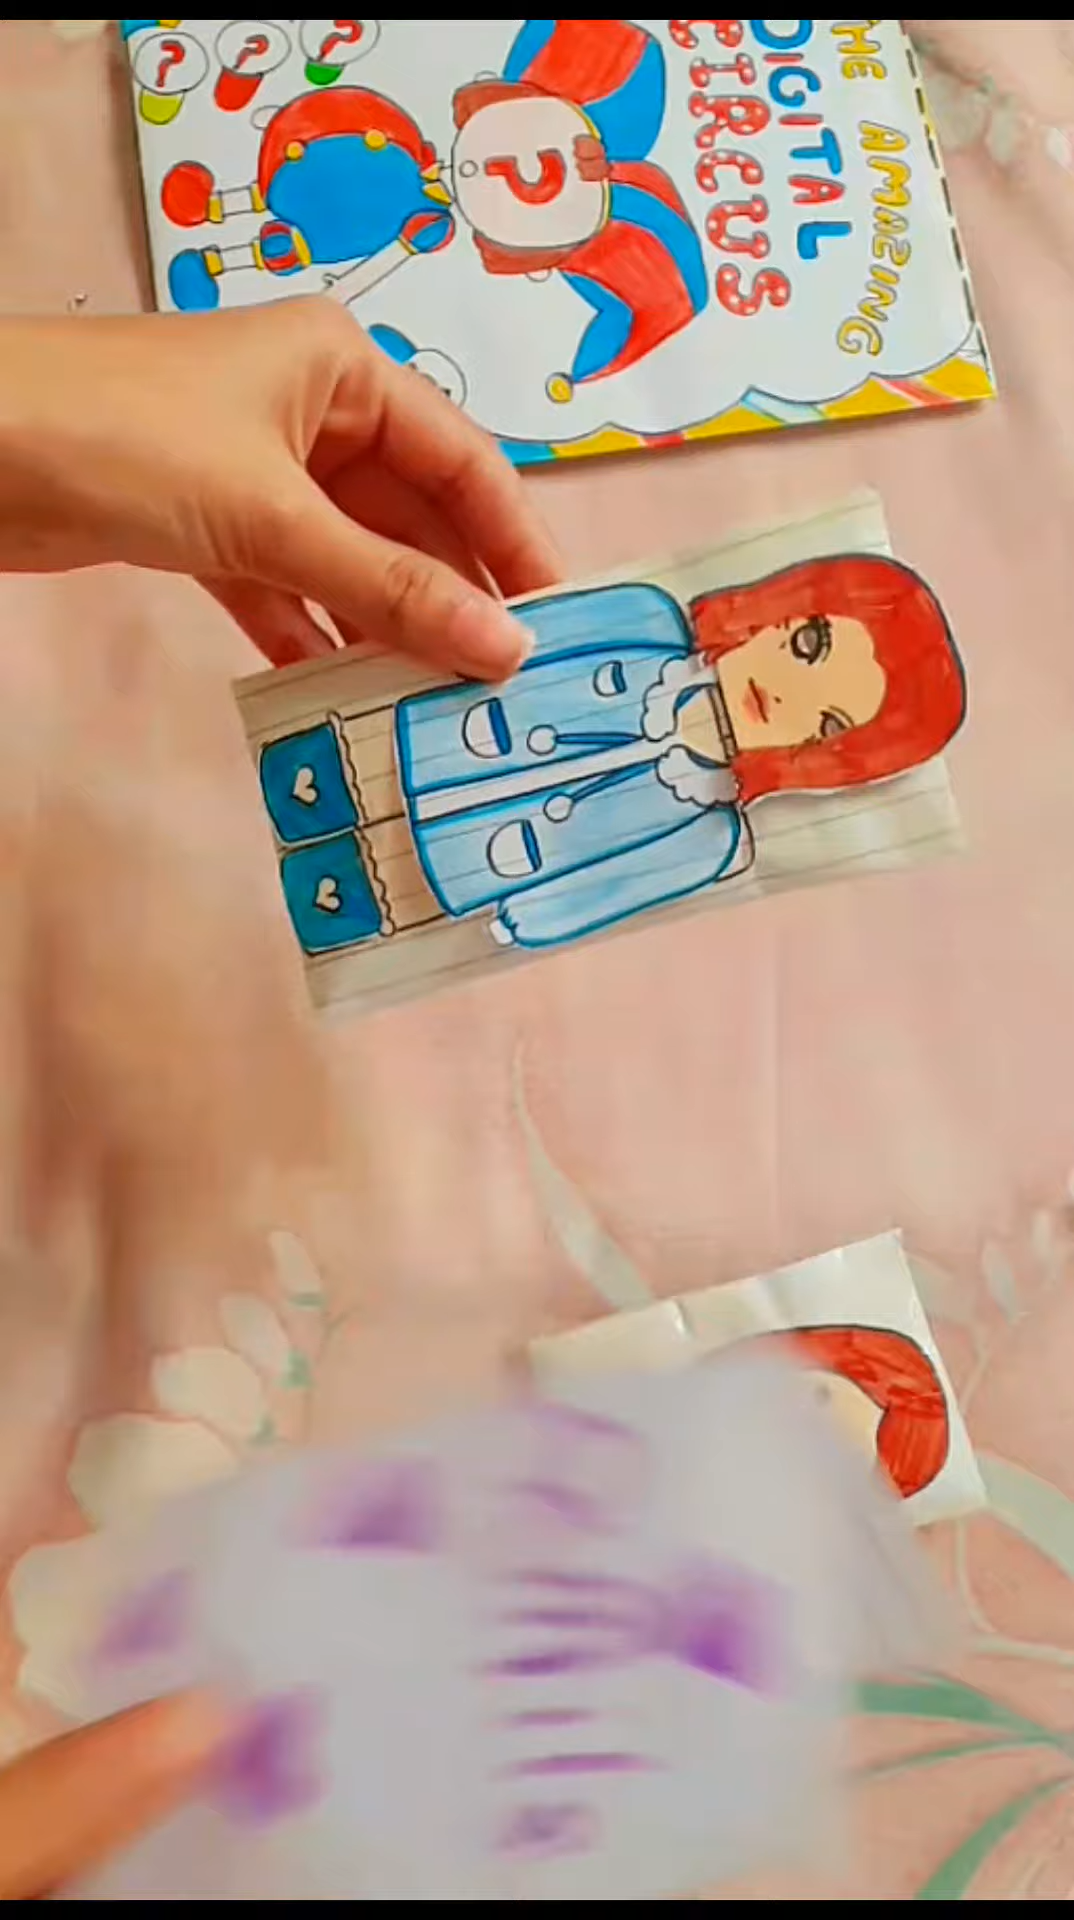 THE AMAZING
DIGITAL
CIRCUS
?
? ? ?